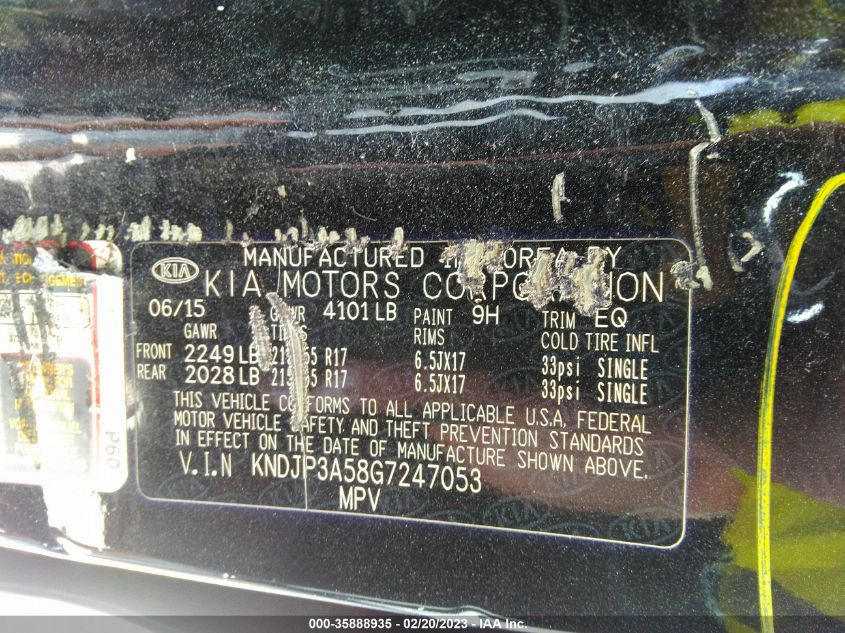 MANUFACTURED BY
KIA KIA MOTORS
06/15 4101 LB PAINT 9H TRIM EQ
GAWR RIMS COLD TIRE INFL
FRONT 2249 LB R17 6.5JX17 33psi SINGLE
REAR 2028 LB R17 6.5JX17 33psi SINGLE
THIS VEHICLE CONFORMS TO ALL APPLICABLE U.S.A. FEDERAL
MOTOR VEHICLE SAFETY AND THEFT PREVENTION STANDARDS
IN EFFECT ON THE DATE OF MANUFACTURE SHOWN ABOVE.
V.I.N KNDJP3A58G7247053
MPV
P60
000-35888935 - 02/20/2023 - IAA Inc.